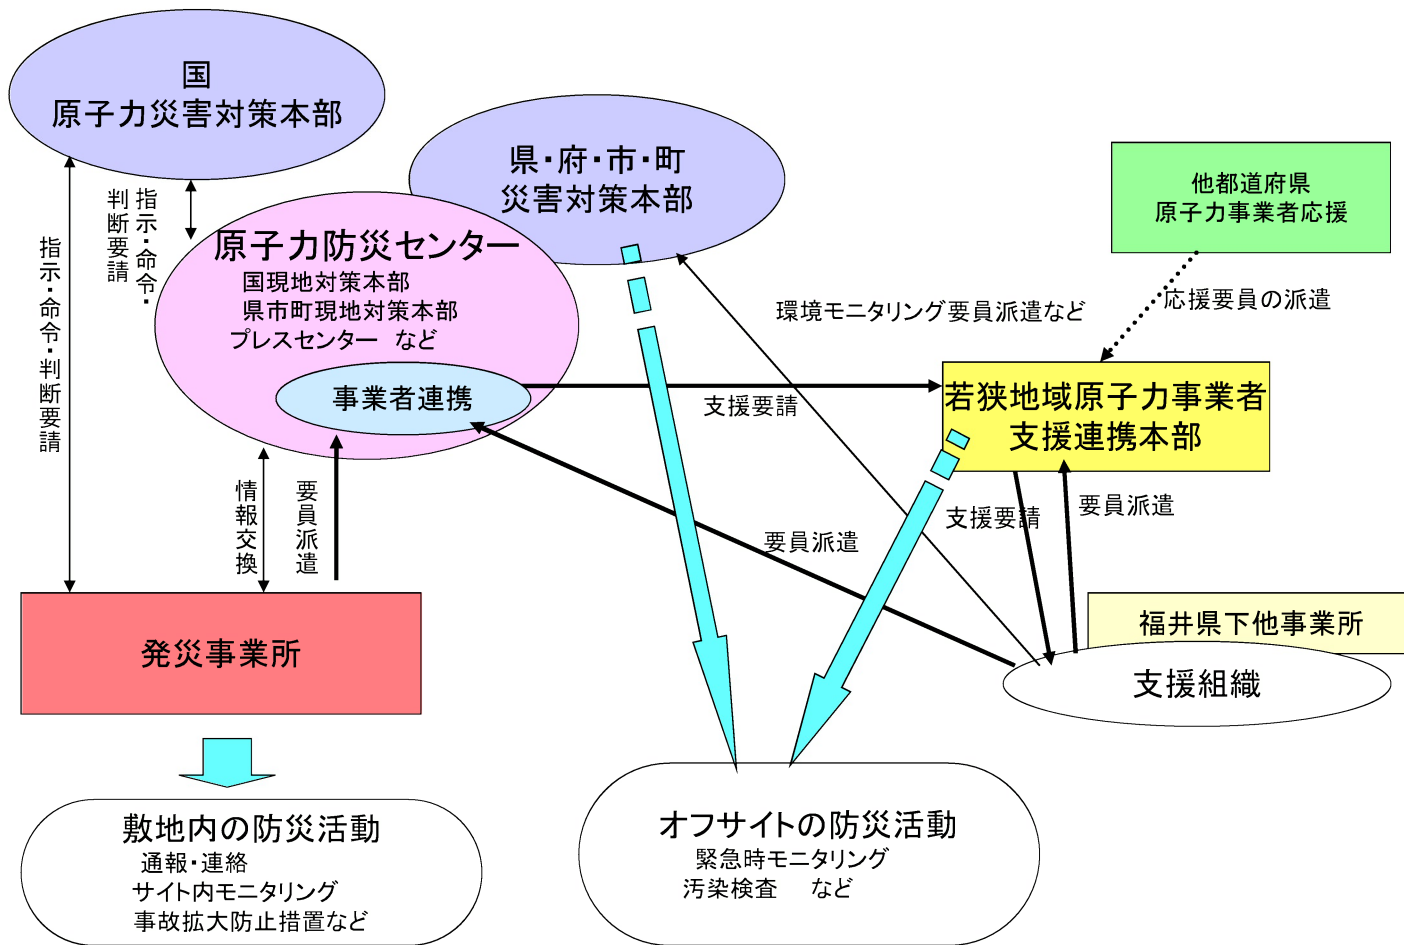 国
原子力災害対策本部
県・府・市・町
災害対策本部
他都道府県
原子力事業者応援
指示・命令・
判断要請
指示・命令・判断要請
原子力防災センター
国現地対策本部
県市町現地対策本部
プレスセンター など
事業者連携
環境モニタリング要員派遣など
応援要員の派遣
支援要請
若狭地域原子力事業者
支援連携本部
情報交換
要員派遣
要員派遣
支援要請
要員派遣
発災事業所
福井県下他事業所
支援組織
敷地内の防災活動
通報・連絡
サイト内モニタリング
事故拡大防止措置など
オフサイトの防災活動
緊急時モニタリング
汚染検査 など